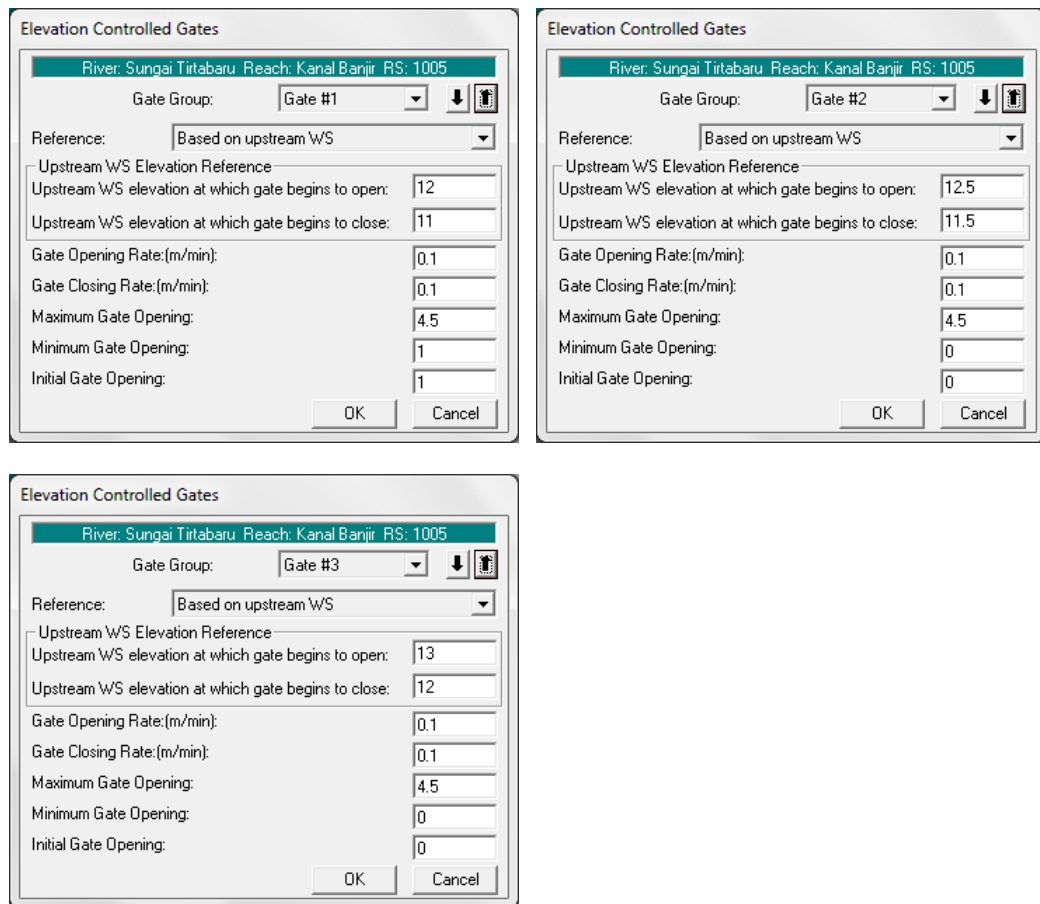 Elevation Controlled Gates
River: Sungai Tirtabaru Reach: Kanal Banjir RS: 1005
Gate Group: Gate #1
Reference: Based on upstream WS
Upstream WS Elevation Reference
Upstream WS elevation at which gate begins to open: 12
Upstream WS elevation at which gate begins to close: 11
Gate Opening Rate:(m/min): 0.1
Gate Closing Rate:(m/min): 0.1
Maximum Gate Opening: 4.5
Minimum Gate Opening: 1
Initial Gate Opening: 1
OK Cancel
Elevation Controlled Gates
River: Sungai Tirtabaru Reach: Kanal Banjir RS: 1005
Gate Group: Gate #2
Reference: Based on upstream WS
Upstream WS Elevation Reference
Upstream WS elevation at which gate begins to open: 12.5
Upstream WS elevation at which gate begins to close: 11.5
Gate Opening Rate:(m/min): 0.1
Gate Closing Rate:(m/min): 0.1
Maximum Gate Opening: 4.5
Minimum Gate Opening: 0
Initial Gate Opening: 0
OK Cancel
Elevation Controlled Gates
River: Sungai Tirtabaru Reach: Kanal Banjir RS: 1005
Gate Group: Gate #3
Reference: Based on upstream WS
Upstream WS Elevation Reference
Upstream WS elevation at which gate begins to open: 13
Upstream WS elevation at which gate begins to close: 12
Gate Opening Rate:(m/min): 0.1
Gate Closing Rate:(m/min): 0.1
Maximum Gate Opening: 4.5
Minimum Gate Opening: 0
Initial Gate Opening: 0
OK Cancel